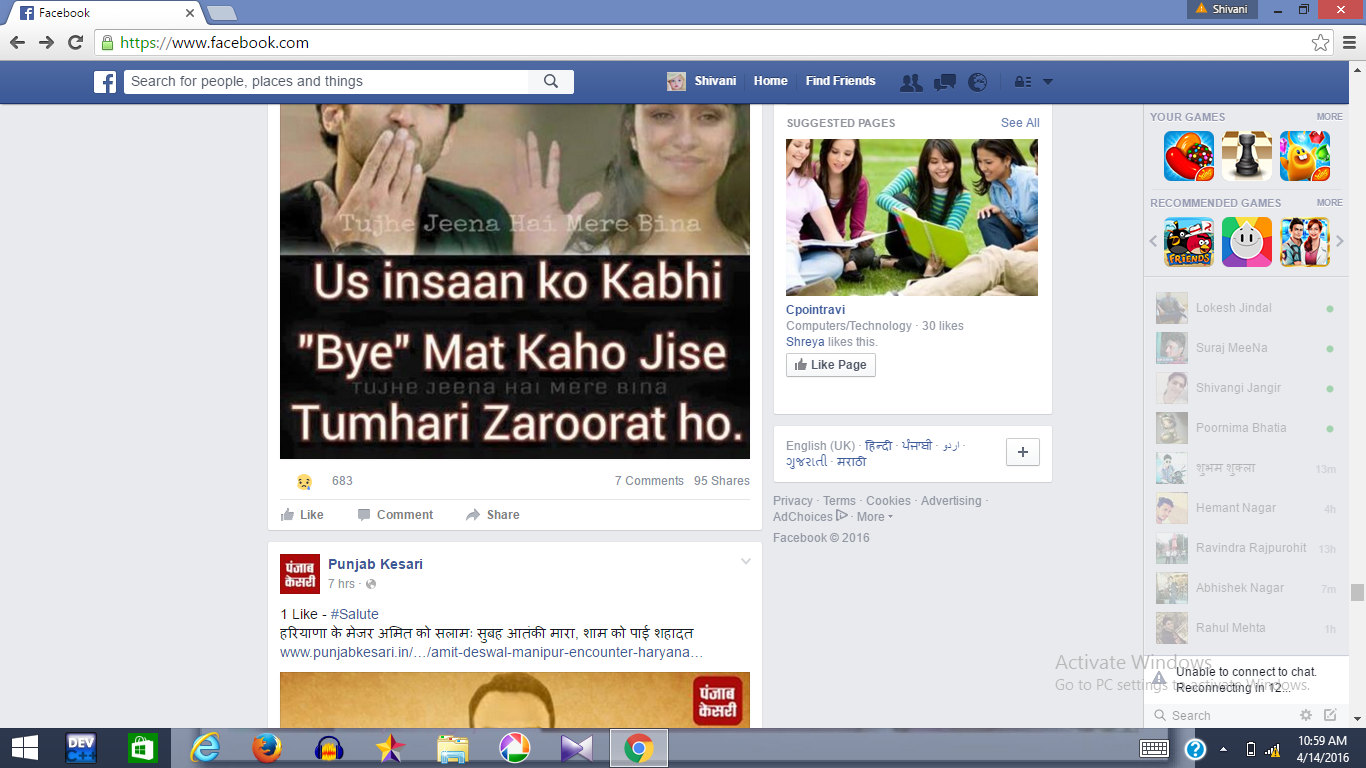 Facebook
Shivani
https://www.facebook.com
Search for people, places and things
Shivani
Home
Find Friends
Tujhe Jeena Hai Mere Bina
Us insaan ko Kabhi
"Bye" Mat Kaho Jise
TUJHE JEENA HAI MERE BINA
Tumhari Zaroorat ho.
683
7 Comments 95 Shares
Like
Comment
Share
पंजाब
केसरी
Punjab Kesari
7 hrs ·
1 Like - #Salute
हरियाणा के मेजर अमित को सलामः सुबह आतंकी मारा, शाम को पाई शहादत
www.punjabkesari.in/…/amit-deswal-manipur-encounter-haryana…
पंजाब
केसरी
SUGGESTED PAGES
See All
Cpointravi
Computers/Technology · 30 likes
Shreya likes this.
Like Page
English (UK) · हिन्दी · ਪੰਜਾਬੀ · اردو ·
ગુજરાતી · मराठी
Privacy · Terms · Cookies · Advertising ·
AdChoices · More
Facebook © 2016
YOUR GAMES
MORE
RECOMMENDED GAMES
MORE
FRIENDS
Lokesh Jindal
Suraj MeeNa
Shivangi Jangir
Poornima Bhatia
शुभम शुक्ला 13m
Hemant Nagar 4h
Ravindra Rajpurohit 13h
Abhishek Nagar 7m
Rahul Mehta 1h
Activate Windows
Go to PC settings to activate Windows.
Unable to connect to chat.
Reconnecting in 12...
Search
DEV
10:59 AM
4/14/2016